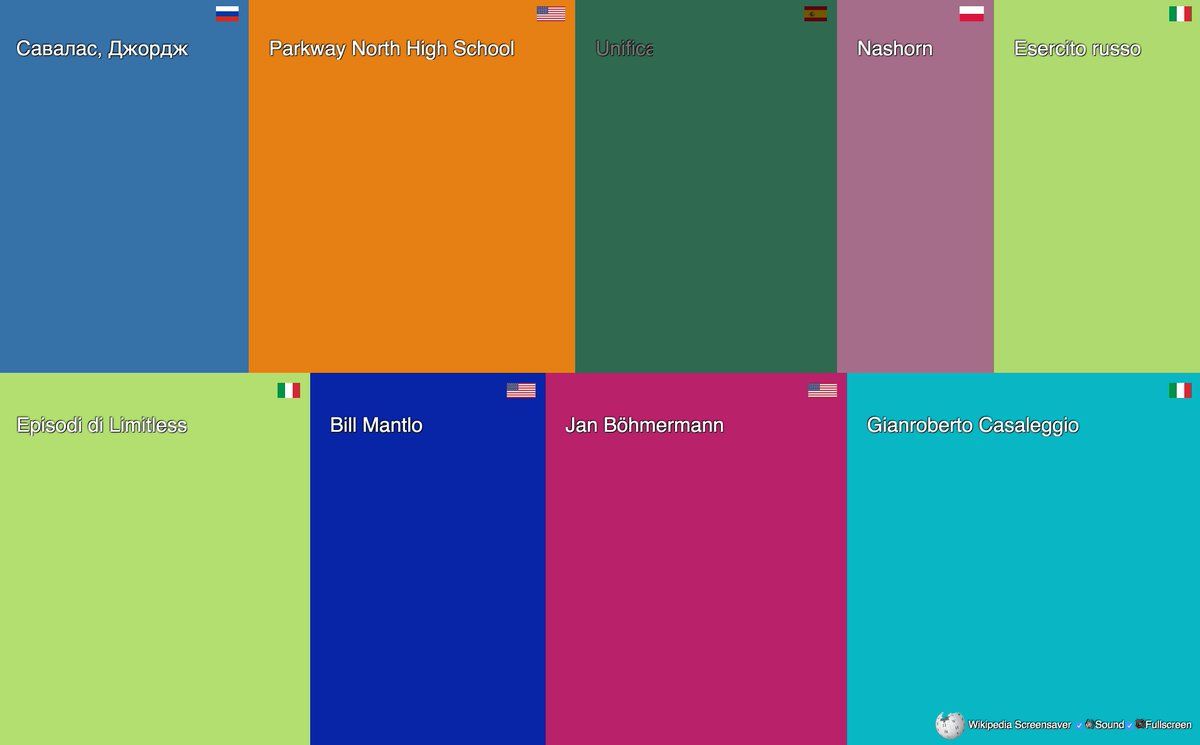 Савалас, Джордж
Parkway North High School
Unifica
Nashorn
Esercito russo
Episodi di Limitless
Bill Mantlo
Jan Böhmermann
Gianroberto Casaleggio
Wikipedia Screensaver Sound Fullscreen